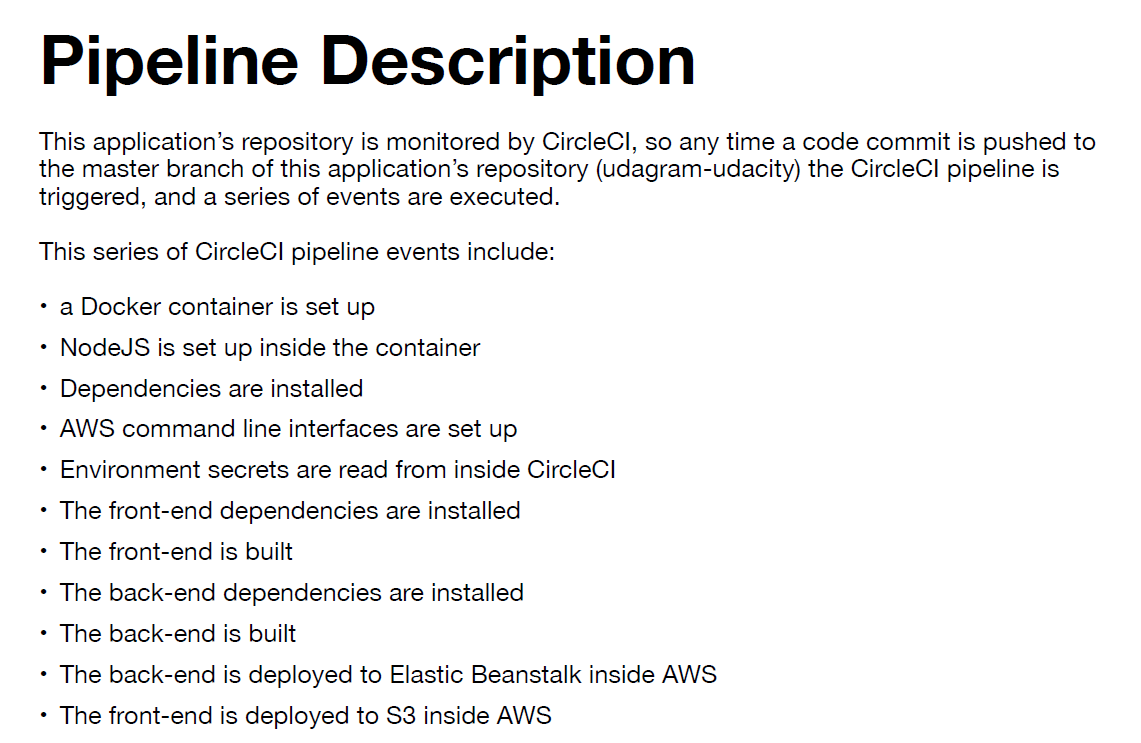 Pipeline Description
This application’s repository is monitored by CircleCI, so any time a code commit is pushed to
the master branch of this application’s repository (udagram-udacity) the CircleCI pipeline is
triggered, and a series of events are executed.
This series of CircleCI pipeline events include:
• a Docker container is set up
• NodeJS is set up inside the container
• Dependencies are installed
• AWS command line interfaces are set up
• Environment secrets are read from inside CircleCI
• The front-end dependencies are installed
• The front-end is built
• The back-end dependencies are installed
• The back-end is built
• The back-end is deployed to Elastic Beanstalk inside AWS
• The front-end is deployed to S3 inside AWS